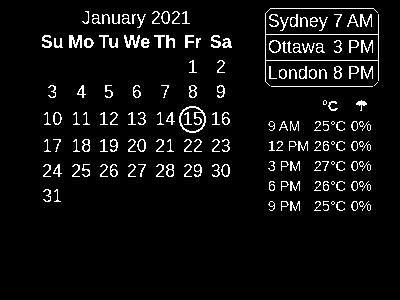 January 2021
Su Mo Tu We Th Fr Sa
1 2
3 4 5 6 7 8 9
10 11 12 13 14 15 16
17 18 19 20 21 22 23
24 25 26 27 28 29 30
31
Sydney 7 AM
Ottawa 3 PM
London 8 PM
°C
9 AM 25°C 0%
12 PM 26°C 0%
3 PM 27°C 0%
6 PM 26°C 0%
9 PM 25°C 0%